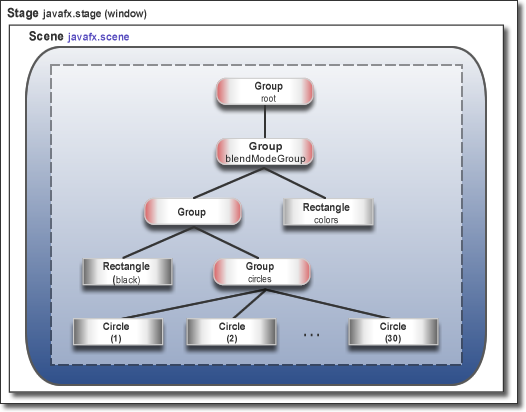 Stage javafx.stage (window)
Scene javafx.scene
Group
root
Group
blendModeGroup
Group
Rectangle
colors
Rectangle
(black)
Group
circles
Circle
(1)
Circle
(2)
...
Circle
(30)